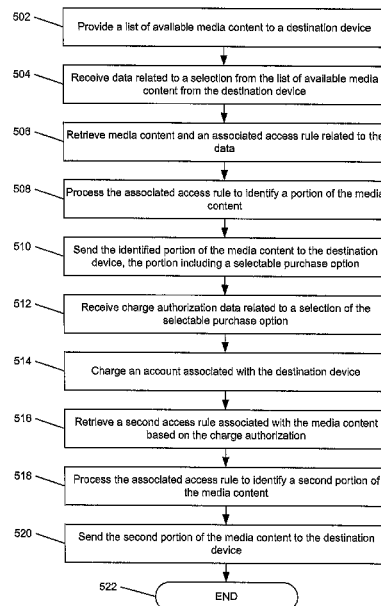 502
Provide a list of available media content to a destination device
504
Receive data related to a selection from the list of available media
content from the destination device
506
Retrieve media content and an associated access rule related to the
data
508
Process the associated access rule to identify a portion of the media
content
510
Send the identified portion of the media content to the destination
device, the portion including a selectable purchase option
512
Receive charge authorization data related to a selection of the
selectable purchase option
514
Charge an account associated with the destination device
516
Retrieve a second access rule associated with the media content
based on the charge authorization
518
Process the associated access rule to identify a second portion of
the media content
520
Send the second portion of the media content to the destination
device
522
END